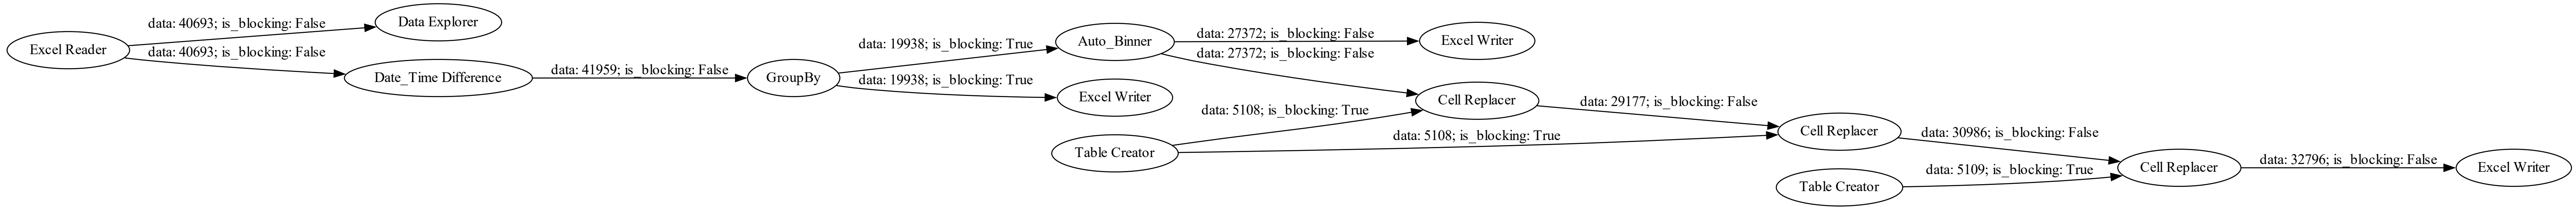 Excel Reader
data: 40693; is_blocking: False
Data Explorer
data: 40693; is_blocking: False
Date_Time Difference
data: 41959; is_blocking: False
GroupBy
data: 19938; is_blocking: True
Auto_Binner
data: 19938; is_blocking: True
Excel Writer
data: 27372; is_blocking: False
Excel Writer
data: 27372; is_blocking: False
Cell Replacer
Table Creator
data: 5108; is_blocking: True
data: 5108; is_blocking: True
data: 29177; is_blocking: False
Cell Replacer
data: 30986; is_blocking: False
Table Creator
data: 5109; is_blocking: True
Cell Replacer
data: 32796; is_blocking: False
Excel Writer